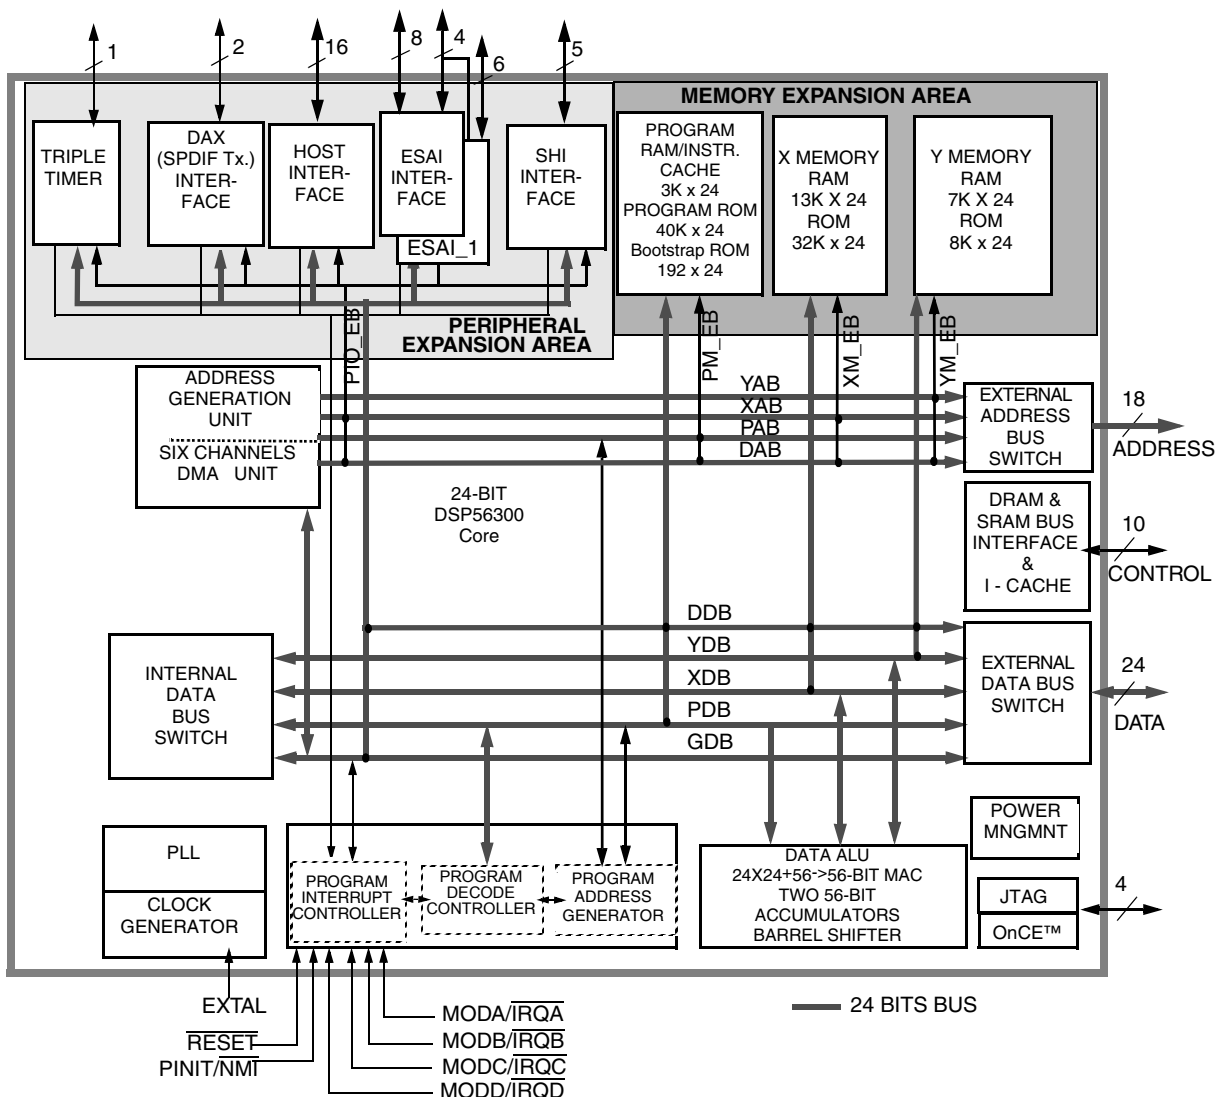 1
2
16
8
4
6
5
MEMORY EXPANSION AREA
TRIPLE
TIMER
DAX
(SPDIF Tx.)
INTER-
FACE
HOST
INTER-
FACE
ESAI
INTER-
FACE
ESAI_1
SHI
INTER-
FACE
PROGRAM
RAM/INSTR.
CACHE
3K x 24
PROGRAM ROM
40K x 24
Bootstrap ROM
192 x 24
X MEMORY
RAM
13K X 24
ROM
32K x 24
Y MEMORY
RAM
7K X 24
ROM
8K x 24
PERIPHERAL
EXPANSION AREA
PIO_EB
PM_EB
XM_EB
YM_EB
ADDRESS
GENERATION
UNIT
SIX CHANNELS
DMA UNIT
YAB
XAB
PAB
DAB
EXTERNAL
ADDRESS
BUS
SWITCH
18
ADDRESS
24-BIT
DSP56300
Core
DRAM &
SRAM BUS
INTERFACE
&
I - CACHE
10
CONTROL
INTERNAL
DATA
BUS
SWITCH
DDB
YDB
XDB
PDB
GDB
EXTERNAL
DATA BUS
SWITCH
24
DATA
PLL
CLOCK
GENERATOR
PROGRAM
INTERRUPT
CONTROLLER
PROGRAM
DECODE
CONTROLLER
PROGRAM
ADDRESS
GENERATOR
DATA ALU
24X24+56->56-BIT MAC
TWO 56-BIT
ACCUMULATORS
BARREL SHIFTER
POWER
MNGMNT
JTAG
OnCE™
4
EXTAL
RESET
PINIT/NMI
MODA/IRQA
MODB/IRQB
MODC/IRQC
MODD/IRQD
24 BITS BUS